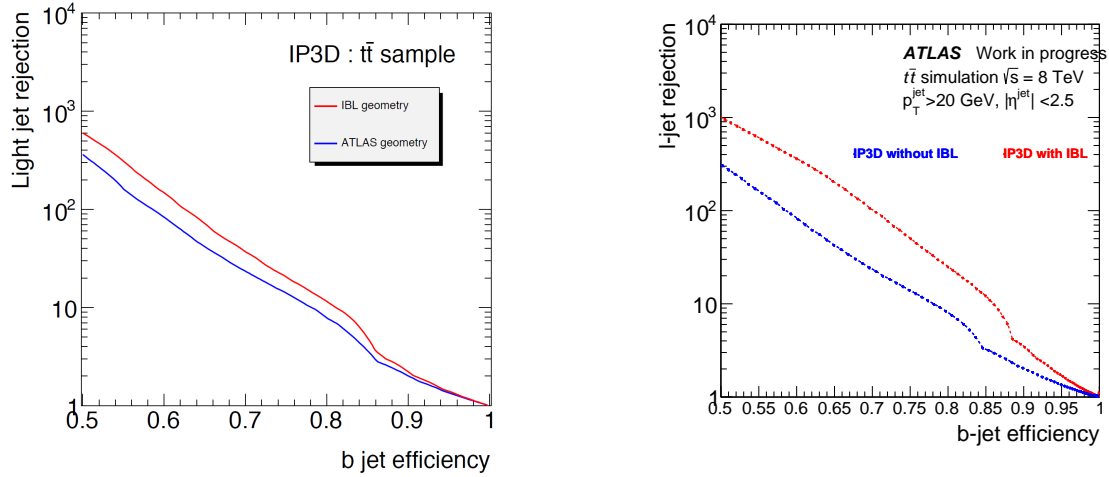 Light jet rejection
10^4
10^3
10^2
10
1
IP3D : tt̄ sample
IBL geometry
ATLAS geometry
0.5 0.6 0.7 0.8 0.9 1
b jet efficiency
l-jet rejection
10^4
10^3
10^2
10
1
ATLAS Work in progress
tt̄ simulation √s = 8 TeV
p_T^jet >20 GeV, |η^jet| <2.5
IP3D without IBL IP3D with IBL
0.5 0.55 0.6 0.65 0.7 0.75 0.8 0.85 0.9 0.95 1
b-jet efficiency